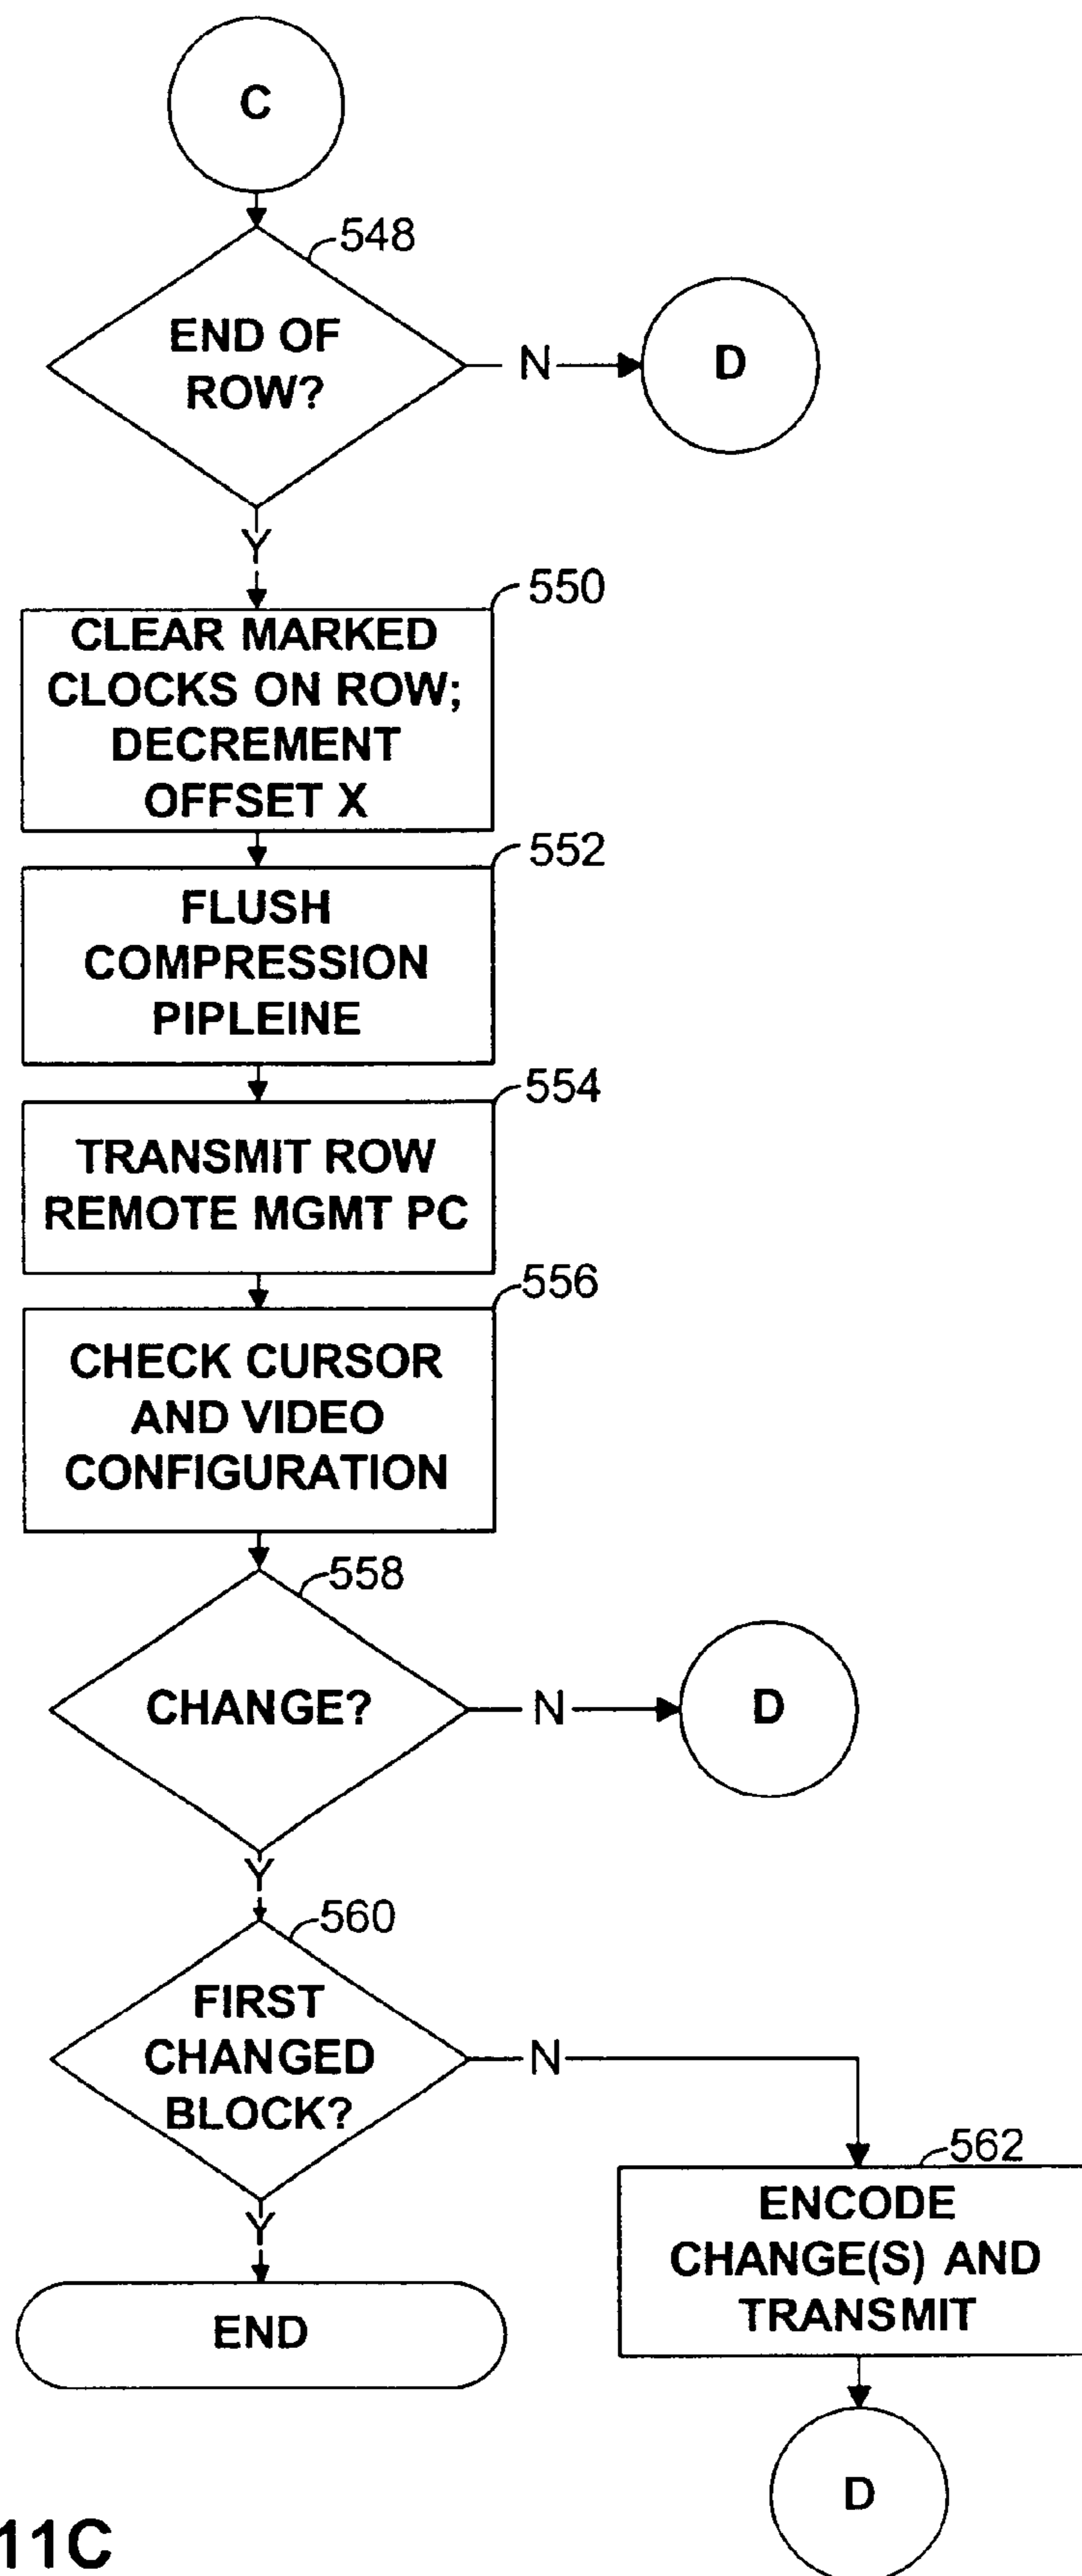 C
548
END OF
ROW?
N
D
Y
550
CLEAR MARKED
CLOCKS ON ROW;
DECREMENT
OFFSET X
552
FLUSH
COMPRESSION
PIPLEINE
554
TRANSMIT ROW
REMOTE MGMT PC
556
CHECK CURSOR
AND VIDEO
CONFIGURATION
558
CHANGE?
N
D
Y
560
FIRST
CHANGED
BLOCK?
N
562
ENCODE
CHANGE(S) AND
TRANSMIT
Y
END
D
11C